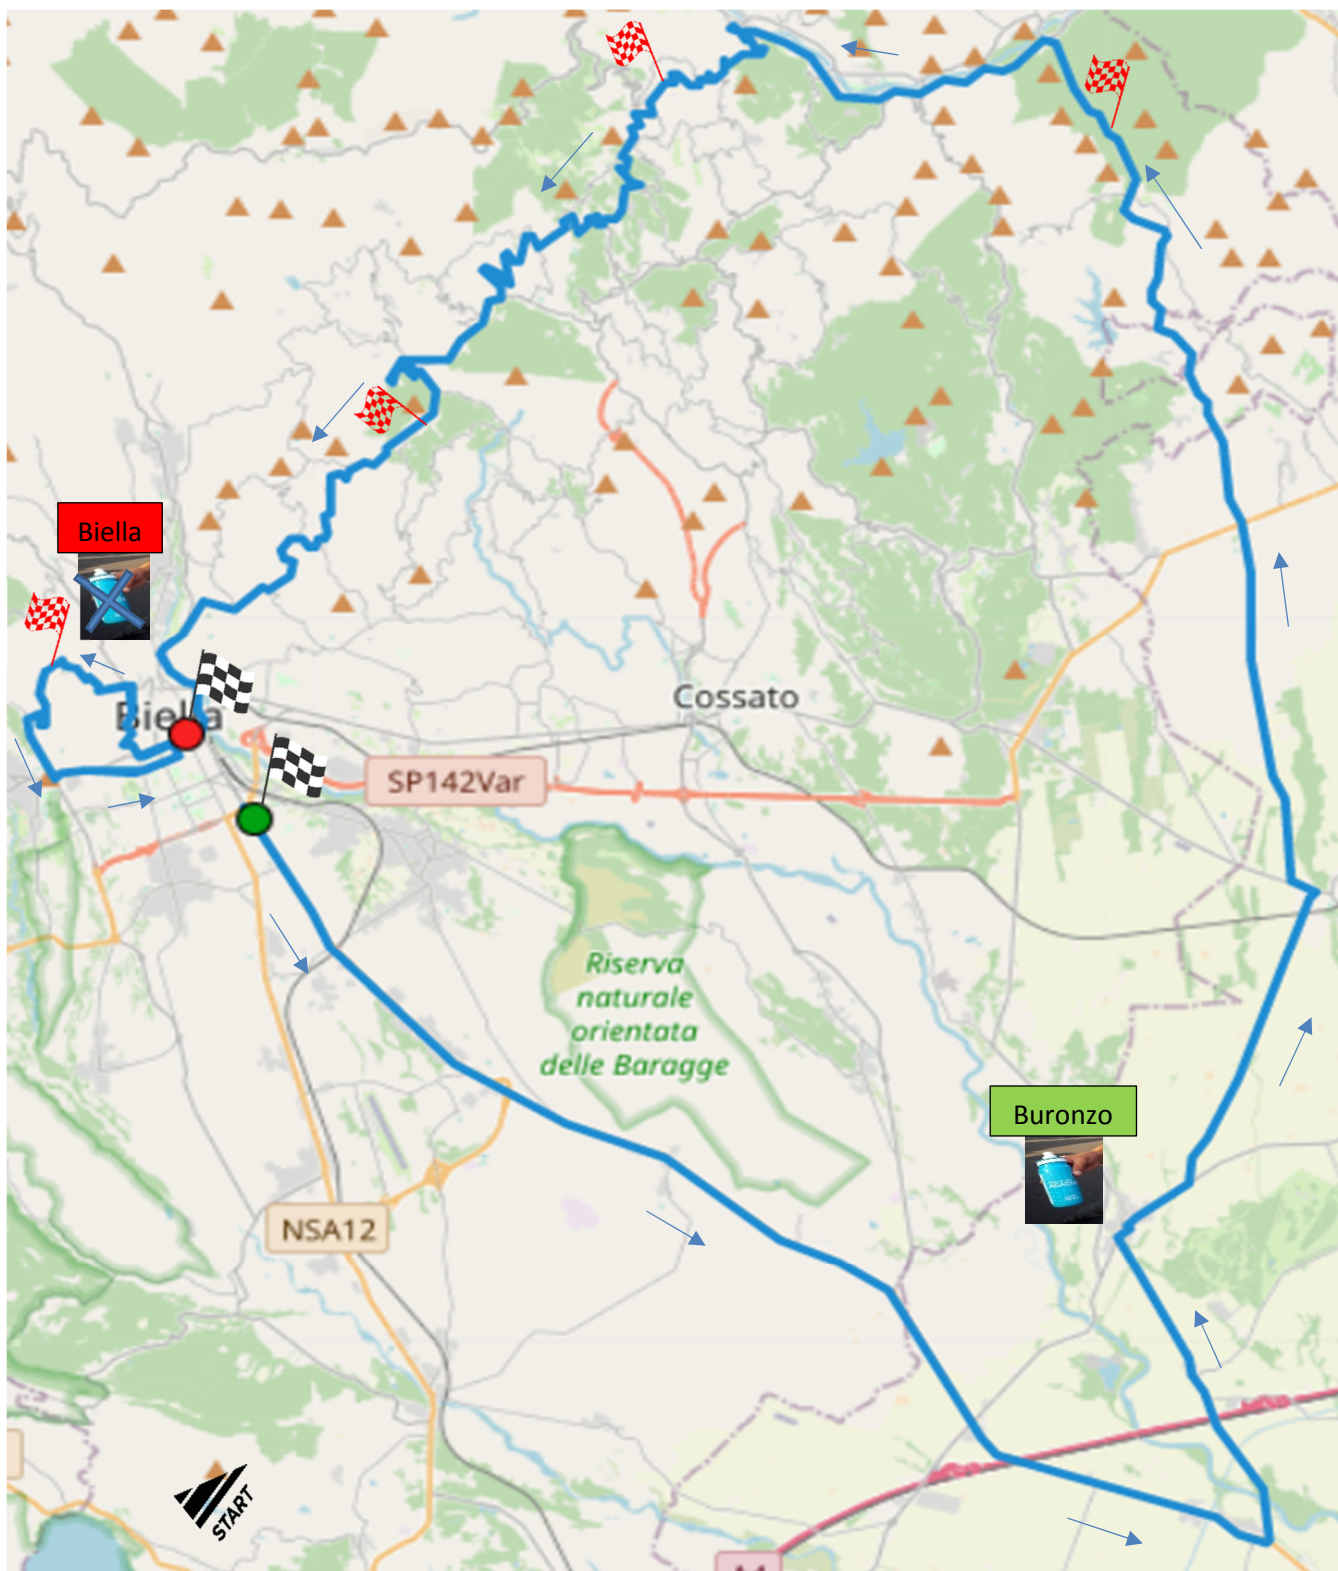 Biella
Biella
Cossato
SP142Var
Riserva
naturale
orientata
delle Baragge
Buronzo
NSA12
START